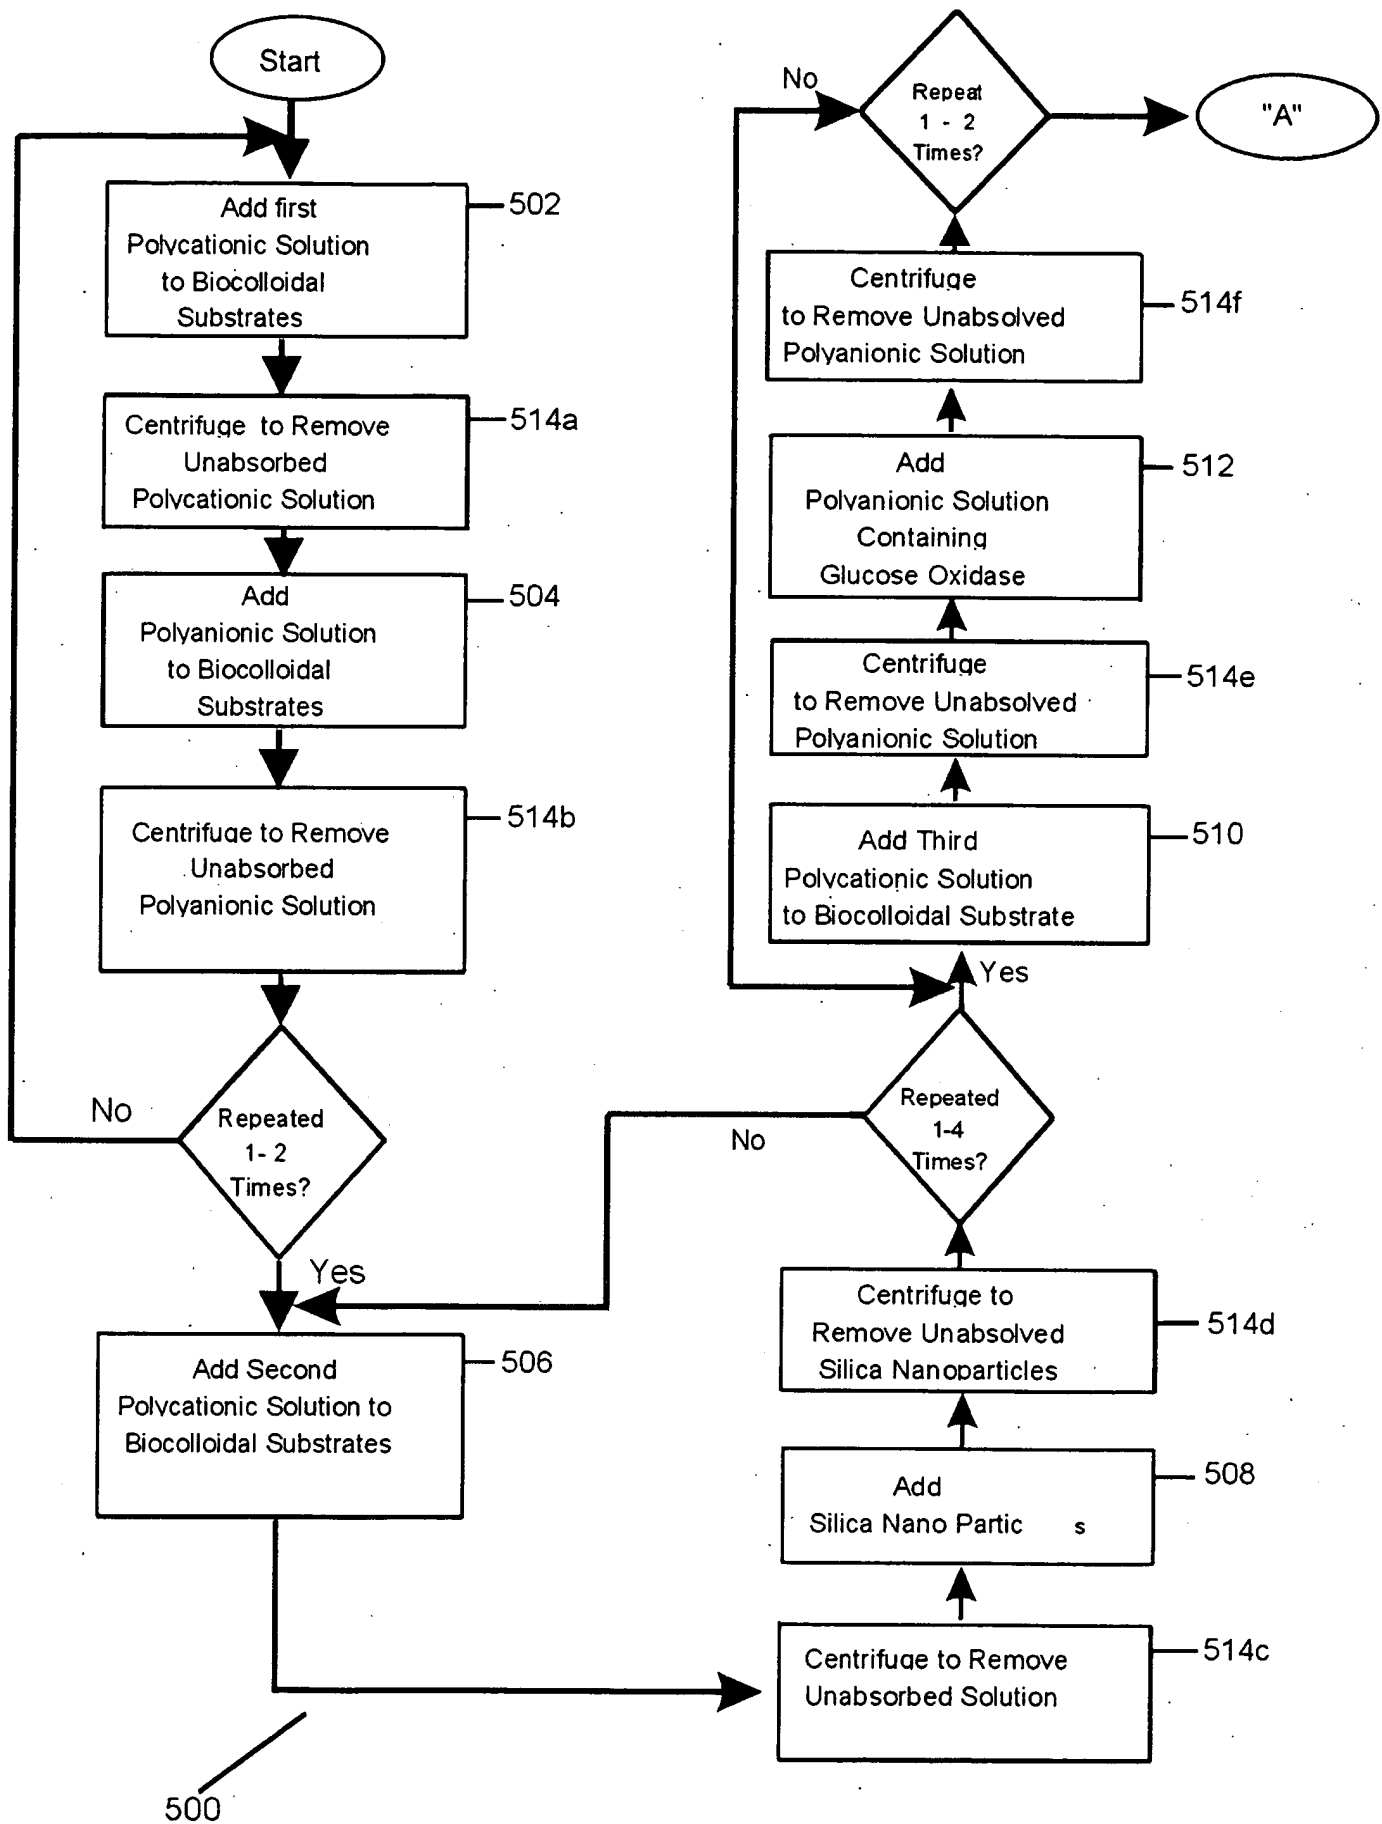 Start
Add first
Polycationic Solution
to Biocolloidal
Substrates
502
Centrifuge to Remove
Unabsorbed
Polycationic Solution
514a
Add
Polyanionic Solution
to Biocolloidal
Substrates
504
Centrifuge to Remove
Unabsorbed
Polyanionic Solution
514b
No
Repeated
1- 2
Times?
Yes
Add Second
Polycationic Solution to
Biocolloidal Substrates
506
500
Centrifuge to Remove
Unabsorbed Solution
514c
Add
Silica Nano Partic s
508
Centrifuge to
Remove Unabsolved
Silica Nanoparticles
514d
Repeated
1-4
Times?
No
Yes
Add Third
Polycationic Solution
to Biocolloidal Substrate
510
Centrifuge
to Remove Unabsolved
Polyanionic Solution
514e
Add
Polyanionic Solution
Containing
Glucose Oxidase
512
Centrifuge
to Remove Unabsolved
Polyanionic Solution
514f
No
Repeat
1 - 2
Times?
"A"